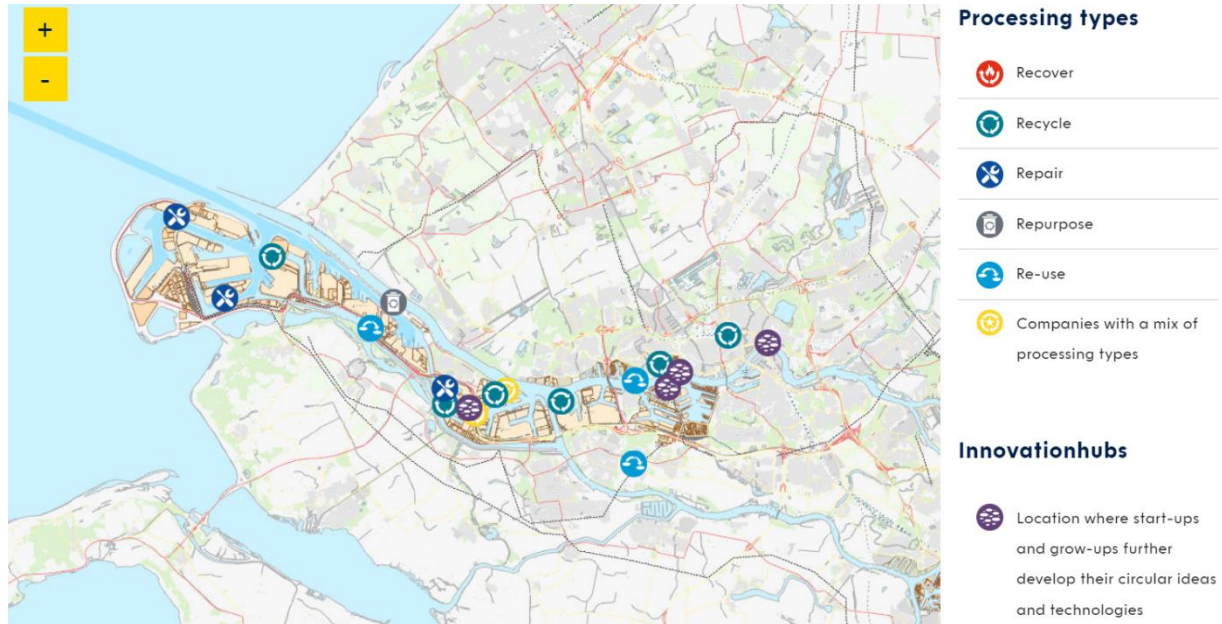 +
-
Processing types
Recover
Recycle
Repair
Repurpose
Re-use
Companies with a mix of
processing types
Innovationhubs
Location where start-ups
and grow-ups further
develop their circular ideas
and technologies